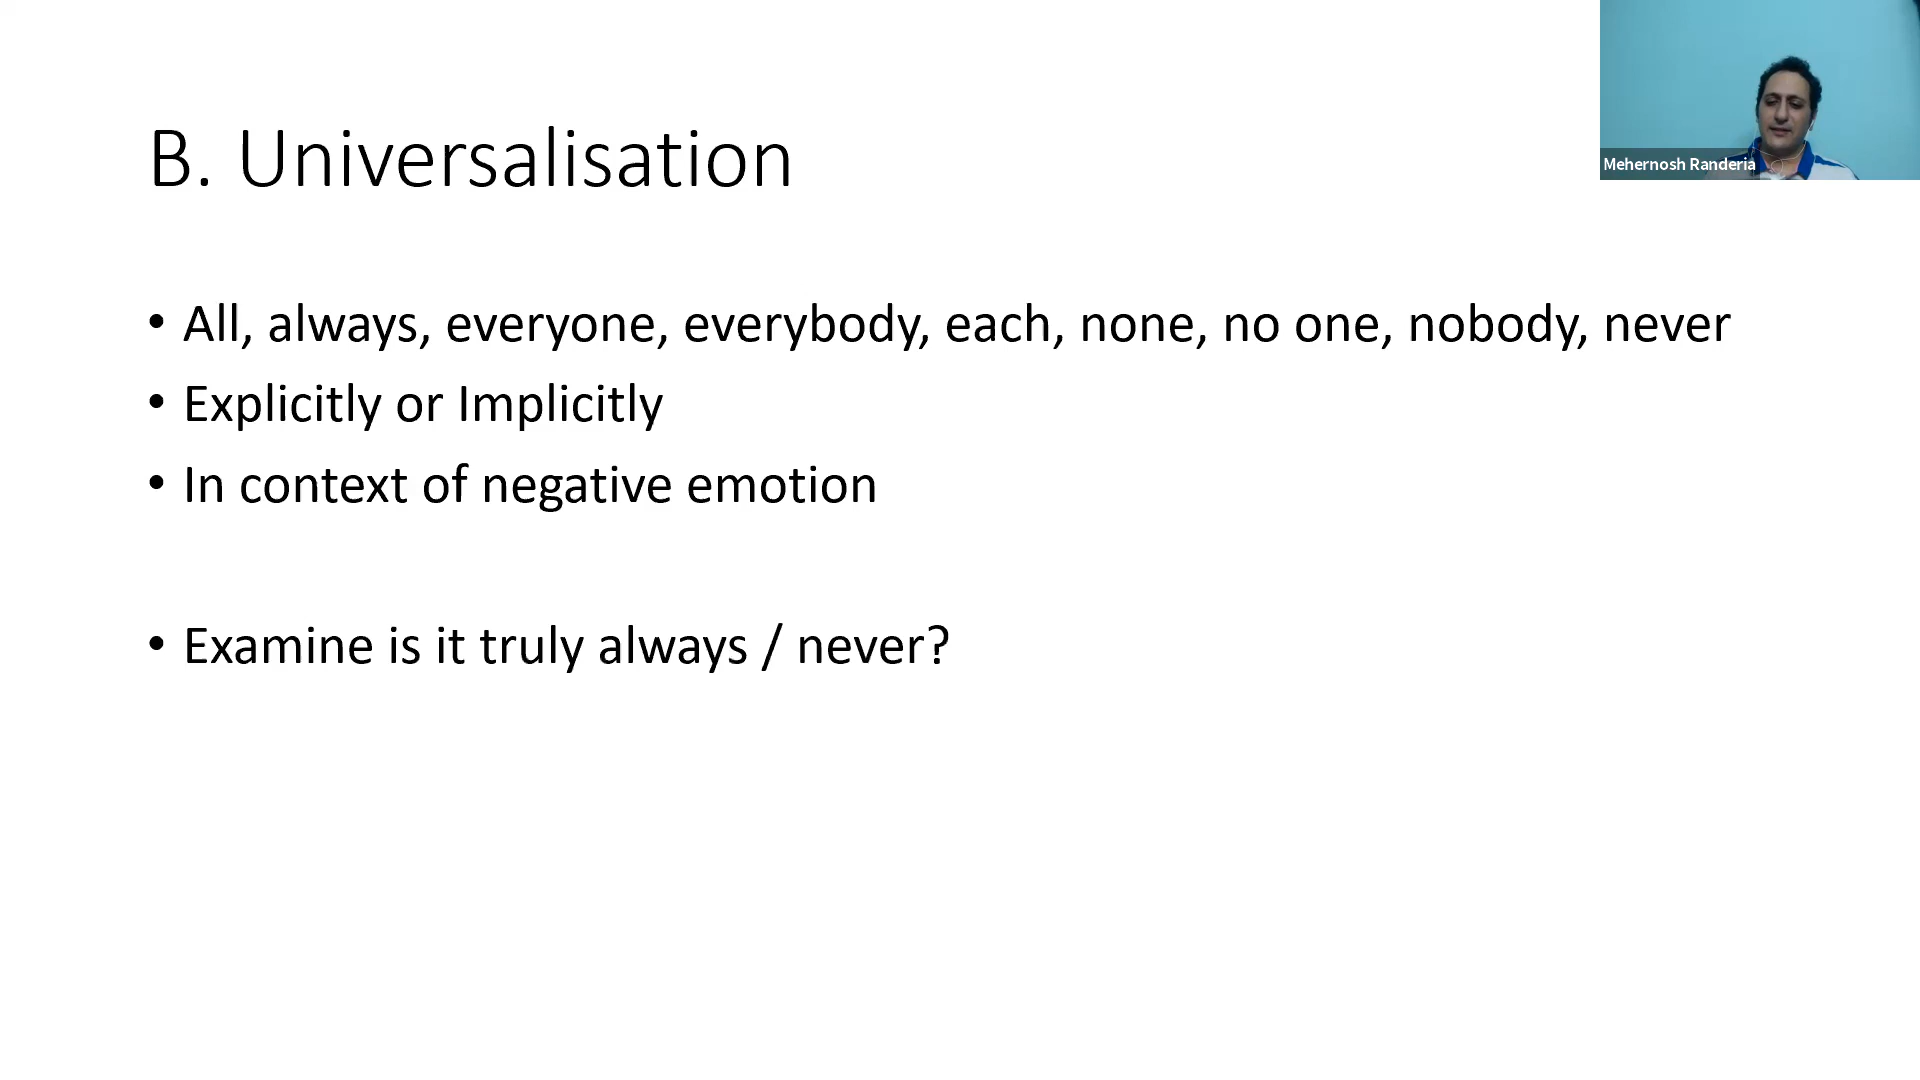 B. Universalisation
Mehernosh Randeria
• All, always, everyone, everybody, each, none, no one, nobody, never
• Explicitly or Implicitly
• In context of negative emotion
• Examine is it truly always / never?